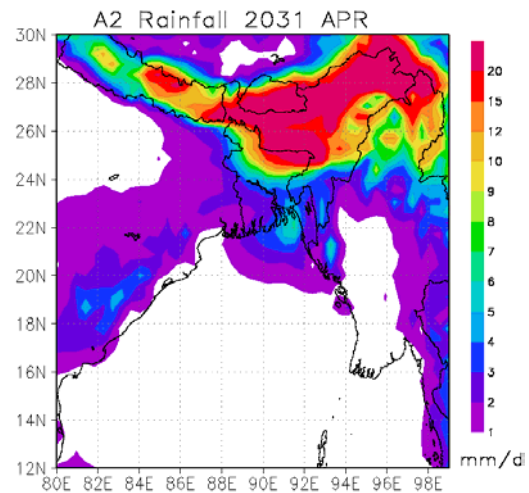 A2 Rainfall 2031 APR
30N
28N
26N
24N
22N
20N
18N
16N
14N
12N
80E 82E 84E 86E 88E 90E 92E 94E 96E 98E
20
15
12
10
9
8
7
6
5
4
3
2
1
mm/d